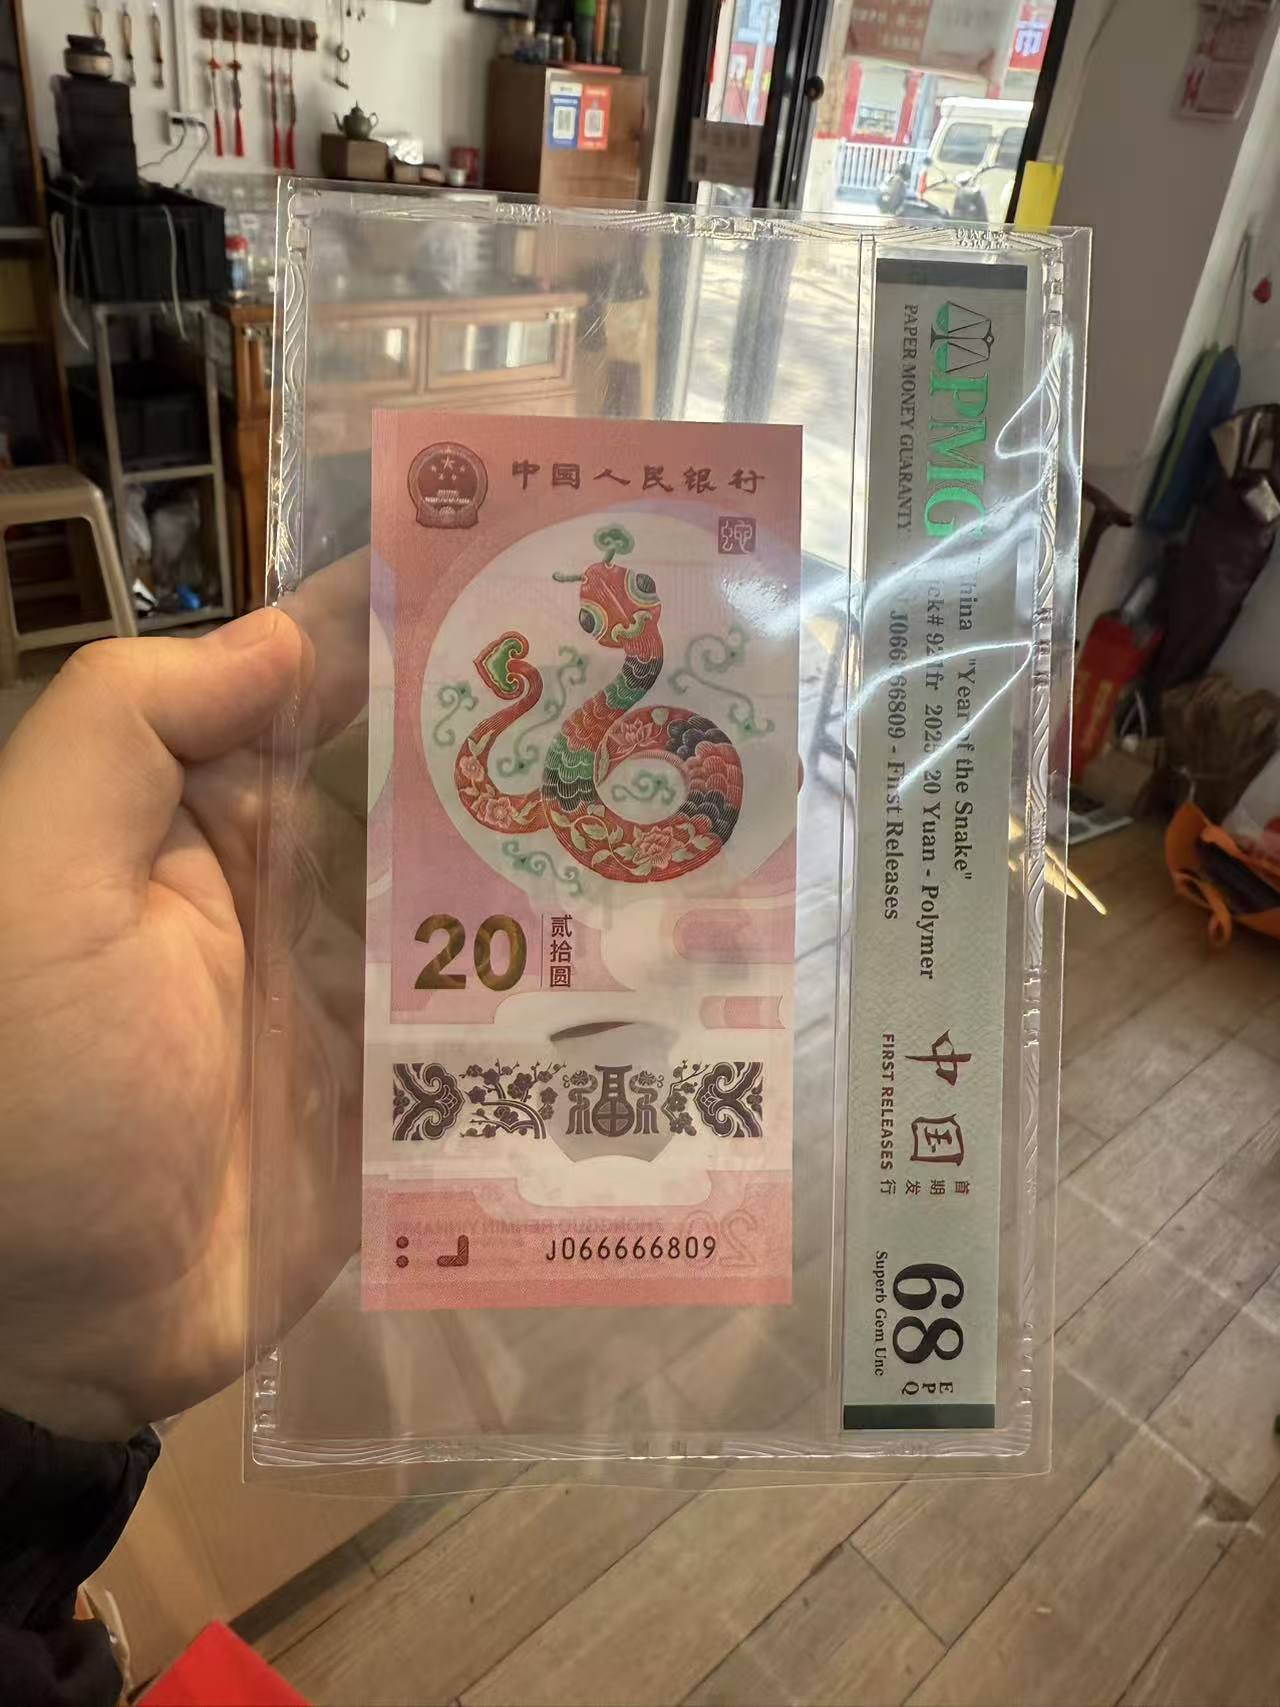 中国人民银行
蛇
20
贰拾圆
福
J066666809
PMG
PAPER MONEY GUARANTY
"Year of the Snake"
2025 20 Yuan - Polymer
- First Releases
中国
首期发行
FIRST RELEASES
68
EPQ
Superb Gem Unc